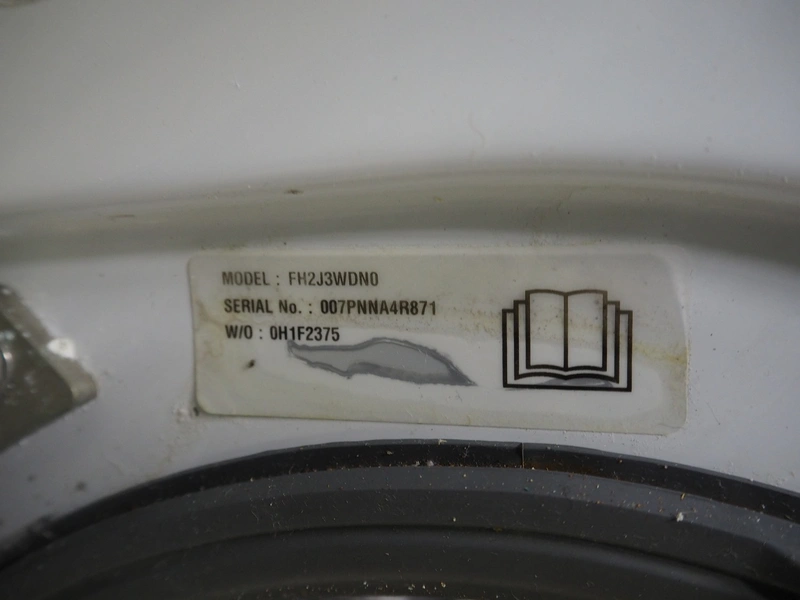 MODEL : FH2J3WDN0
SERIAL No. : 007PNNA4R871
W/O : 0H1F2375